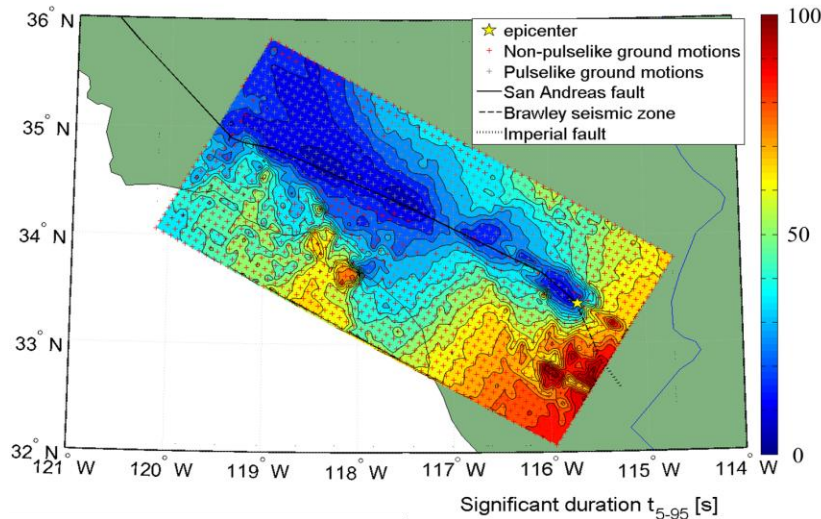 36° N
35° N
34° N
33° N
32° N
121° W
120° W
119° W
118° W
117° W
116° W
115° W
114° W
epicenter
Non-pulselike ground motions
Pulselike ground motions
San Andreas fault
Brawley seismic zone
Imperial fault
100
50
0
Significant duration t5-95 [s]